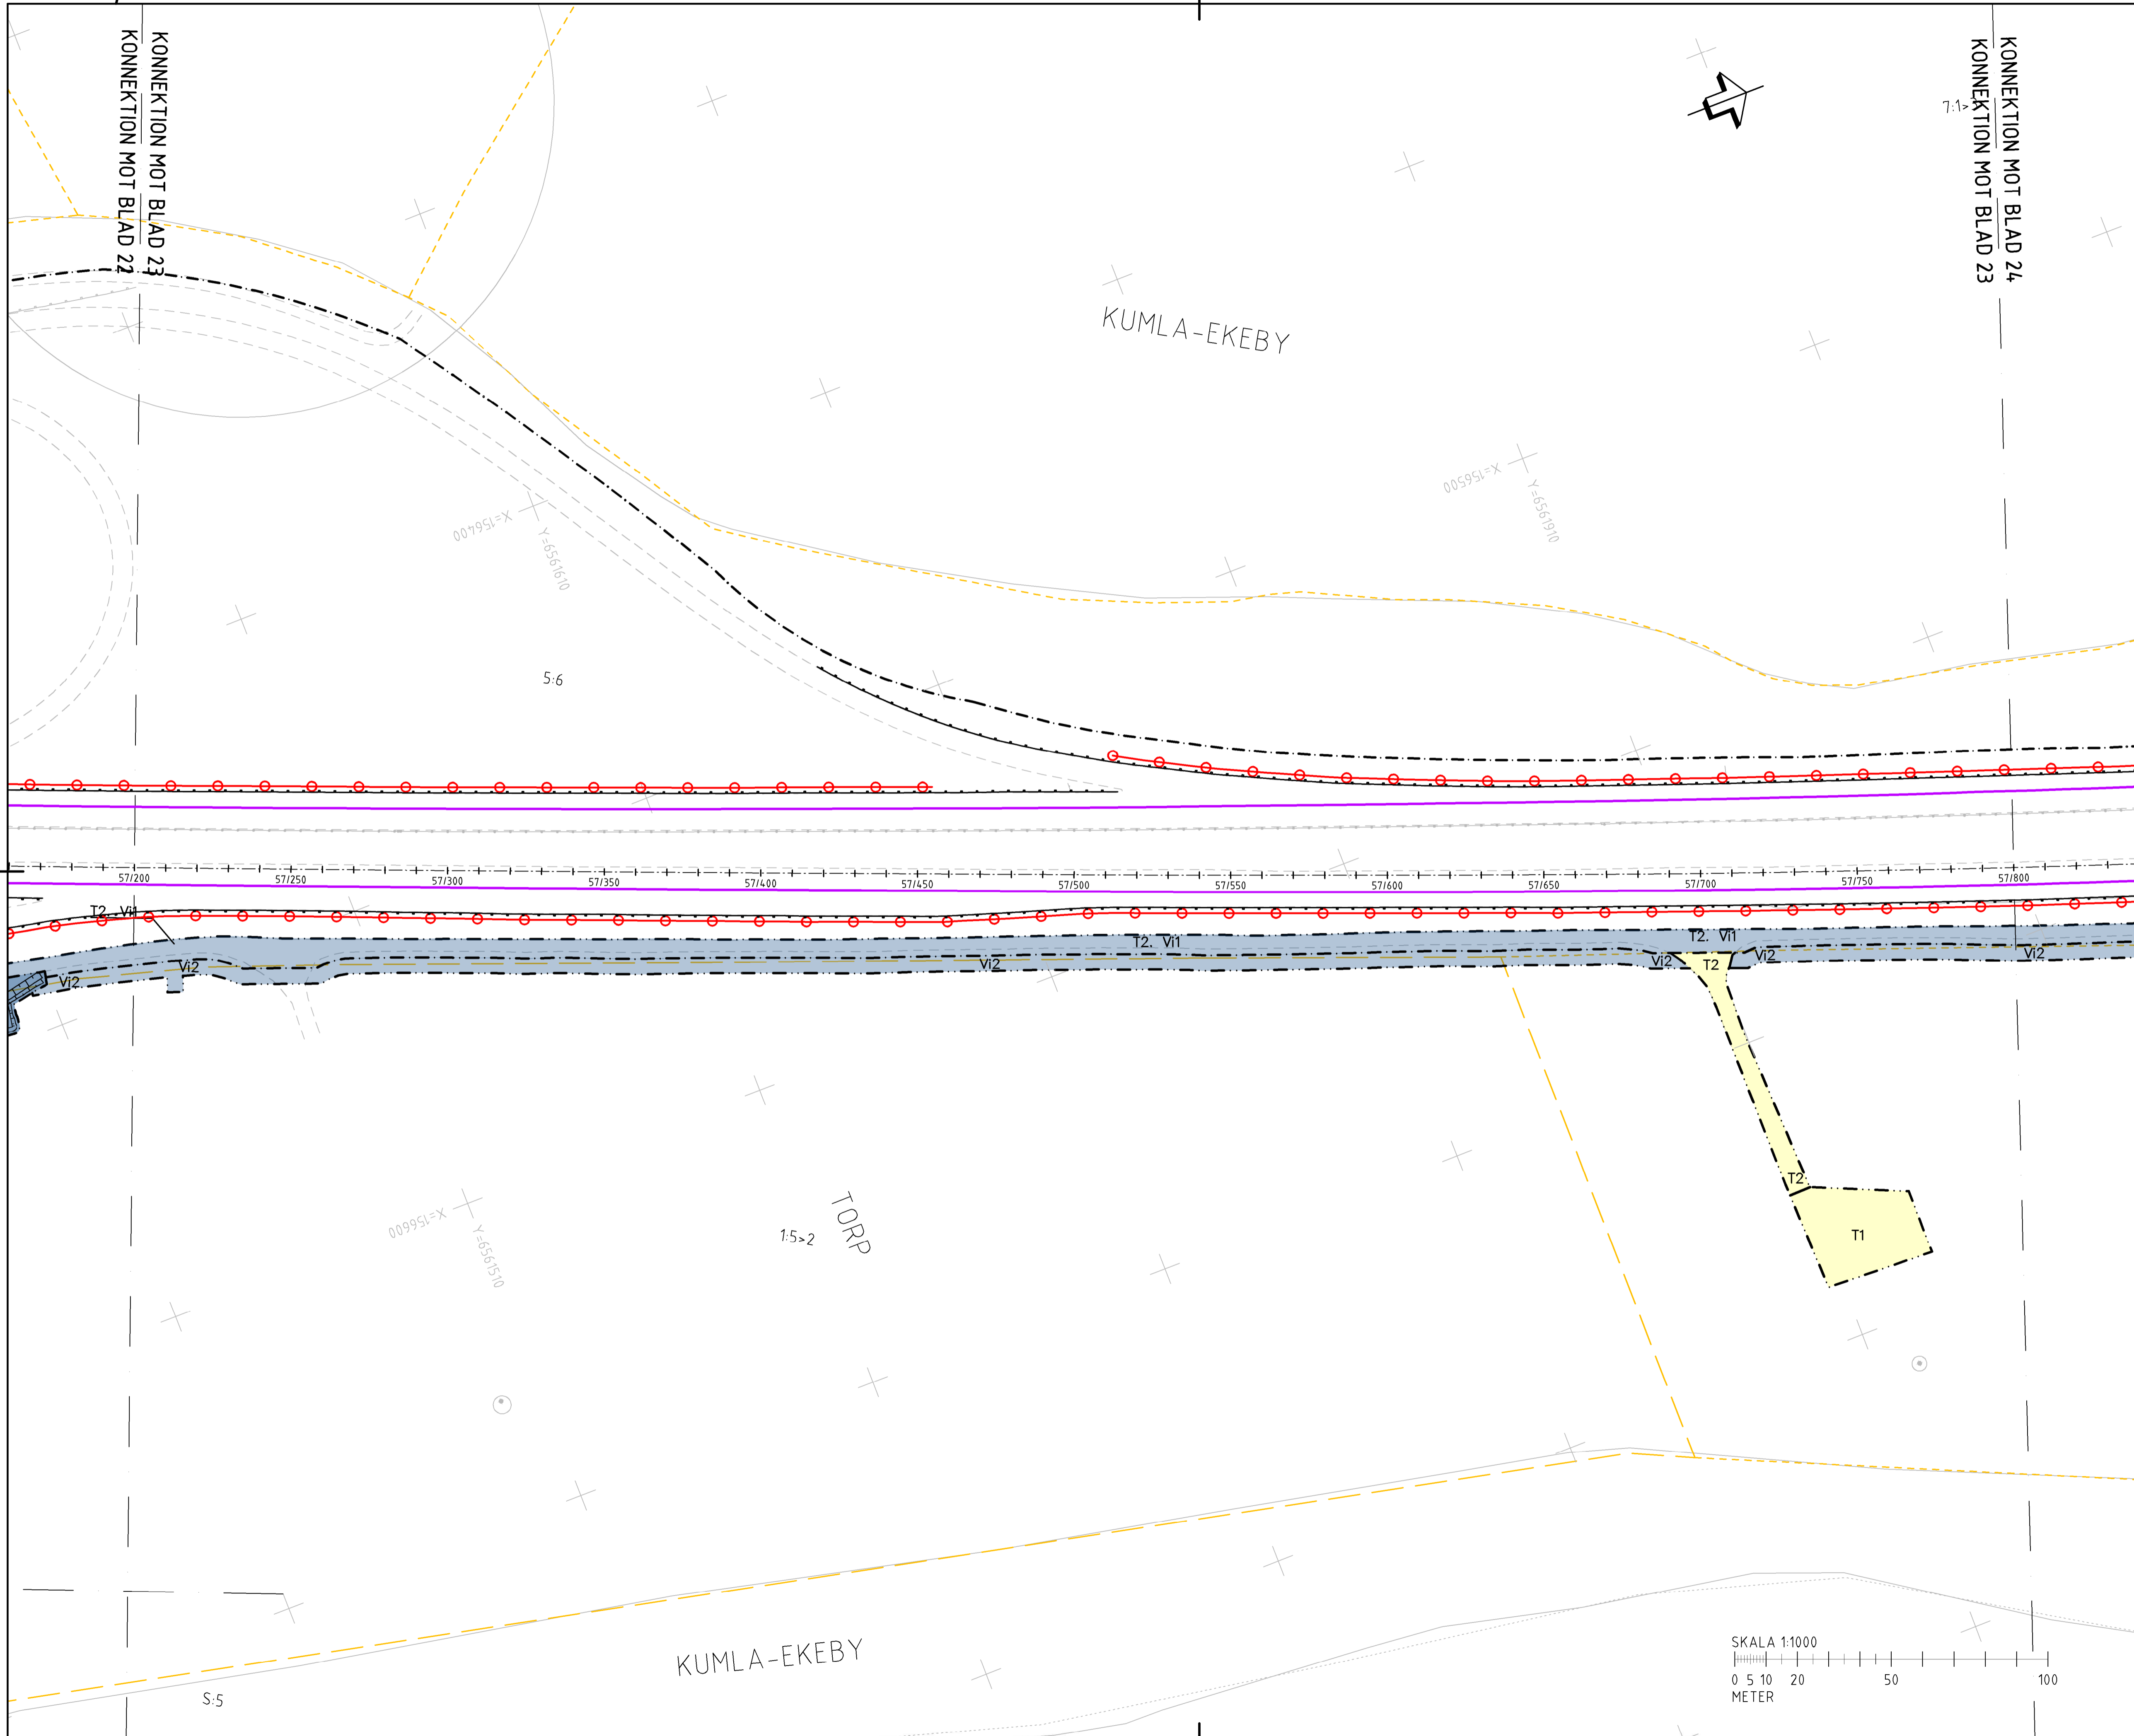 KONNEKTION MOT BLAD 23
KONNEKTION MOT BLAD 22
KONNEKTION MOT BLAD 24
KONNEKTION MOT BLAD 23
7:1>
KUMLA-EKEBY
X=156500
Y=6561910
X=156400
Y=6561610
5:6
57/200
57/250
57/300
57/350
57/400
57/450
57/500
57/550
57/600
57/650
57/700
57/750
57/800
T2. Vi1
T2. Vi1
T2. Vi1
Vi2
Vi2
Vi2
Vi2
T2
Vi2
Vi2
T2
T1
X=156600
Y=6561510
1:5>2
TORP
KUMLA-EKEBY
S:5
SKALA 1:1000
0 5 10 20 50 100
METER